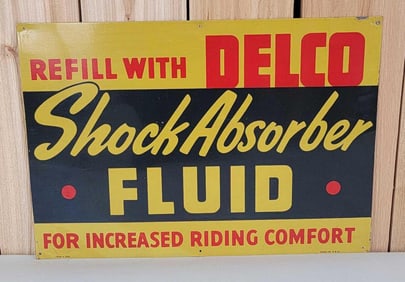 REFILL WITH DELCO
Shock Absorber
FLUID
FOR INCREASED RIDING COMFORT